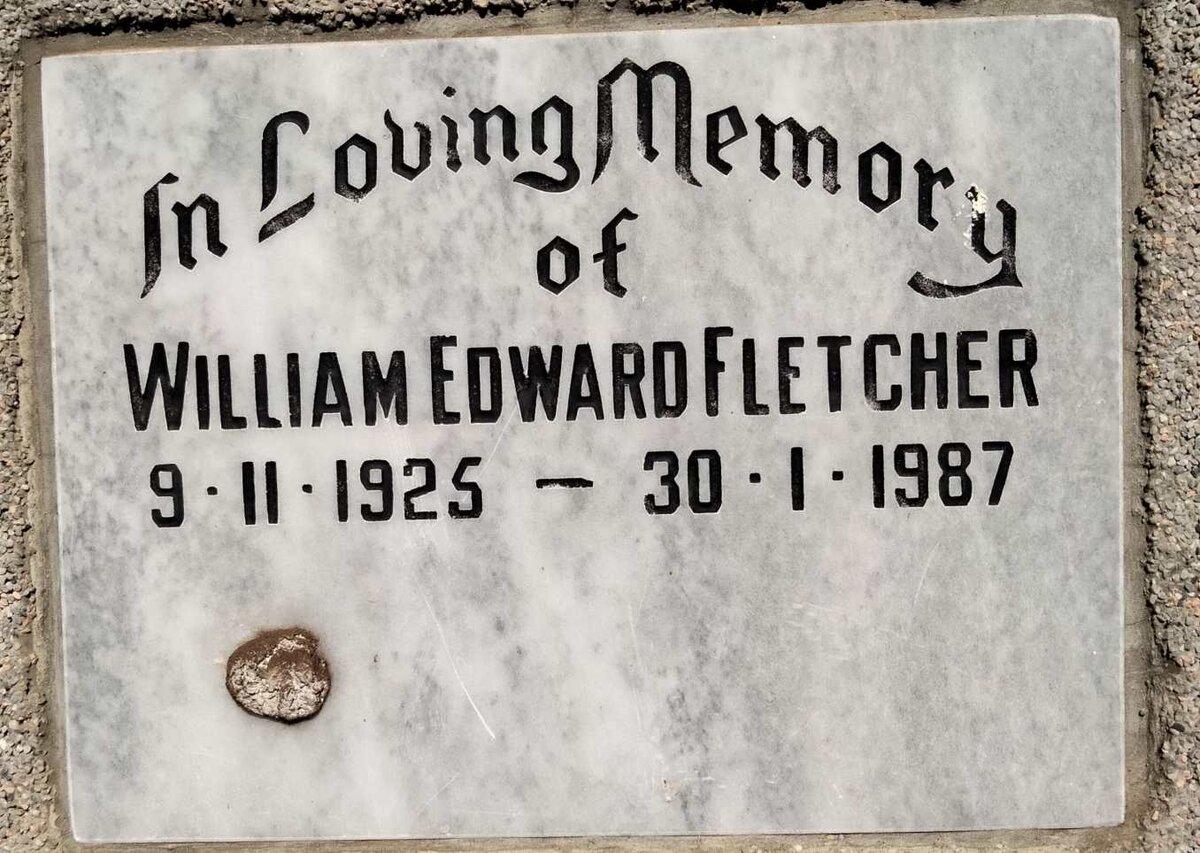 In Loving Memory
of
WILLIAM EDWARD FLETCHER
9·11·1925 – 30·1·1987